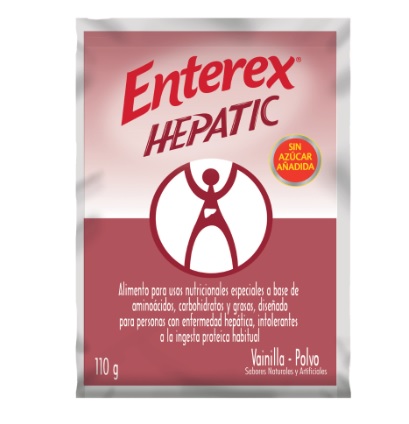 Enterex®
HEPATIC
SIN
AZÚCAR
AÑADIDA
Alimento para usos nutricionales especiales a base de
aminoácidos, carbohidratos y grasas, diseñado
para personas con enfermedad hepática, intolerantes
a la ingesta proteica habitual
110 g
Vainilla - Polvo
Sabores Naturales y Artificiales